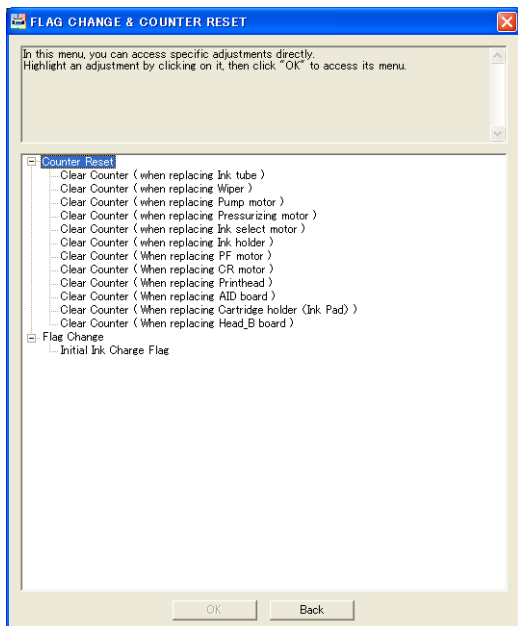 FLAG CHANGE & COUNTER RESET
In this menu, you can access specific adjustments directly.
Highlight an adjustment by clicking on it, then click "OK" to access its menu.
Counter Reset
Clear Counter ( when replacing Ink tube )
Clear Counter ( when replacing Wiper )
Clear Counter ( when replacing Pump motor )
Clear Counter ( when replacing Pressurizing motor )
Clear Counter ( when replacing Ink select motor )
Clear Counter ( when replacing Ink holder )
Clear Counter ( When replacing PF motor )
Clear Counter ( When replacing CR motor )
Clear Counter ( When replacing Printhead )
Clear Counter ( When replacing AID board )
Clear Counter ( When replacing Cartridge holder (Ink Pad) )
Clear Counter ( When replacing Head_B board )
Flag Change
Initial Ink Charge Flag
OK
Back